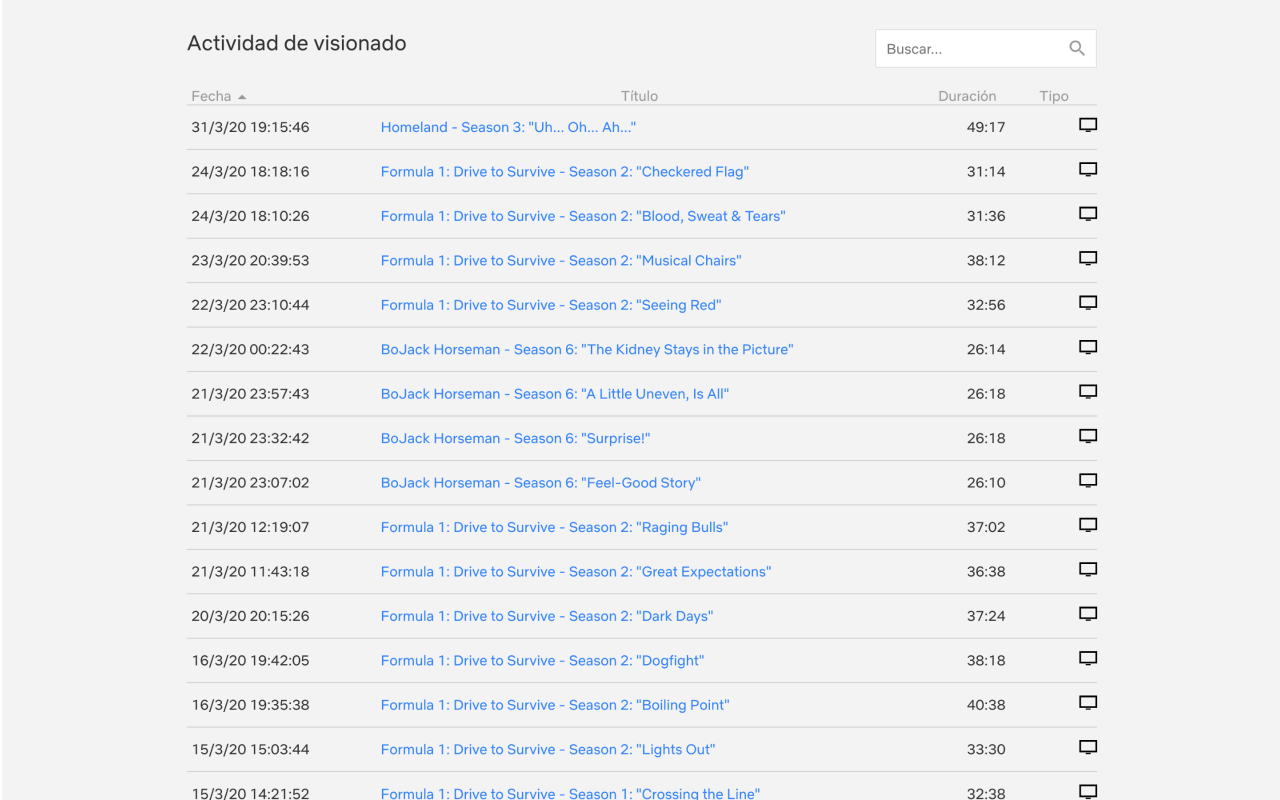 Actividad de visionado
Buscar...
Fecha Título Duración Tipo
31/3/20 19:15:46 Homeland - Season 3: "Uh... Oh... Ah..." 49:17
24/3/20 18:18:16 Formula 1: Drive to Survive - Season 2: "Checkered Flag" 31:14
24/3/20 18:10:26 Formula 1: Drive to Survive - Season 2: "Blood, Sweat & Tears" 31:36
23/3/20 20:39:53 Formula 1: Drive to Survive - Season 2: "Musical Chairs" 38:12
22/3/20 23:10:44 Formula 1: Drive to Survive - Season 2: "Seeing Red" 32:56
22/3/20 00:22:43 BoJack Horseman - Season 6: "The Kidney Stays in the Picture" 26:14
21/3/20 23:57:43 BoJack Horseman - Season 6: "A Little Uneven, Is All" 26:18
21/3/20 23:32:42 BoJack Horseman - Season 6: "Surprise!" 26:18
21/3/20 23:07:02 BoJack Horseman - Season 6: "Feel-Good Story" 26:10
21/3/20 12:19:07 Formula 1: Drive to Survive - Season 2: "Raging Bulls" 37:02
21/3/20 11:43:18 Formula 1: Drive to Survive - Season 2: "Great Expectations" 36:38
20/3/20 20:15:26 Formula 1: Drive to Survive - Season 2: "Dark Days" 37:24
16/3/20 19:42:05 Formula 1: Drive to Survive - Season 2: "Dogfight" 38:18
16/3/20 19:35:38 Formula 1: Drive to Survive - Season 2: "Boiling Point" 40:38
15/3/20 15:03:44 Formula 1: Drive to Survive - Season 2: "Lights Out" 33:30
15/3/20 14:21:52 Formula 1: Drive to Survive - Season 1: "Crossing the Line" 32:38